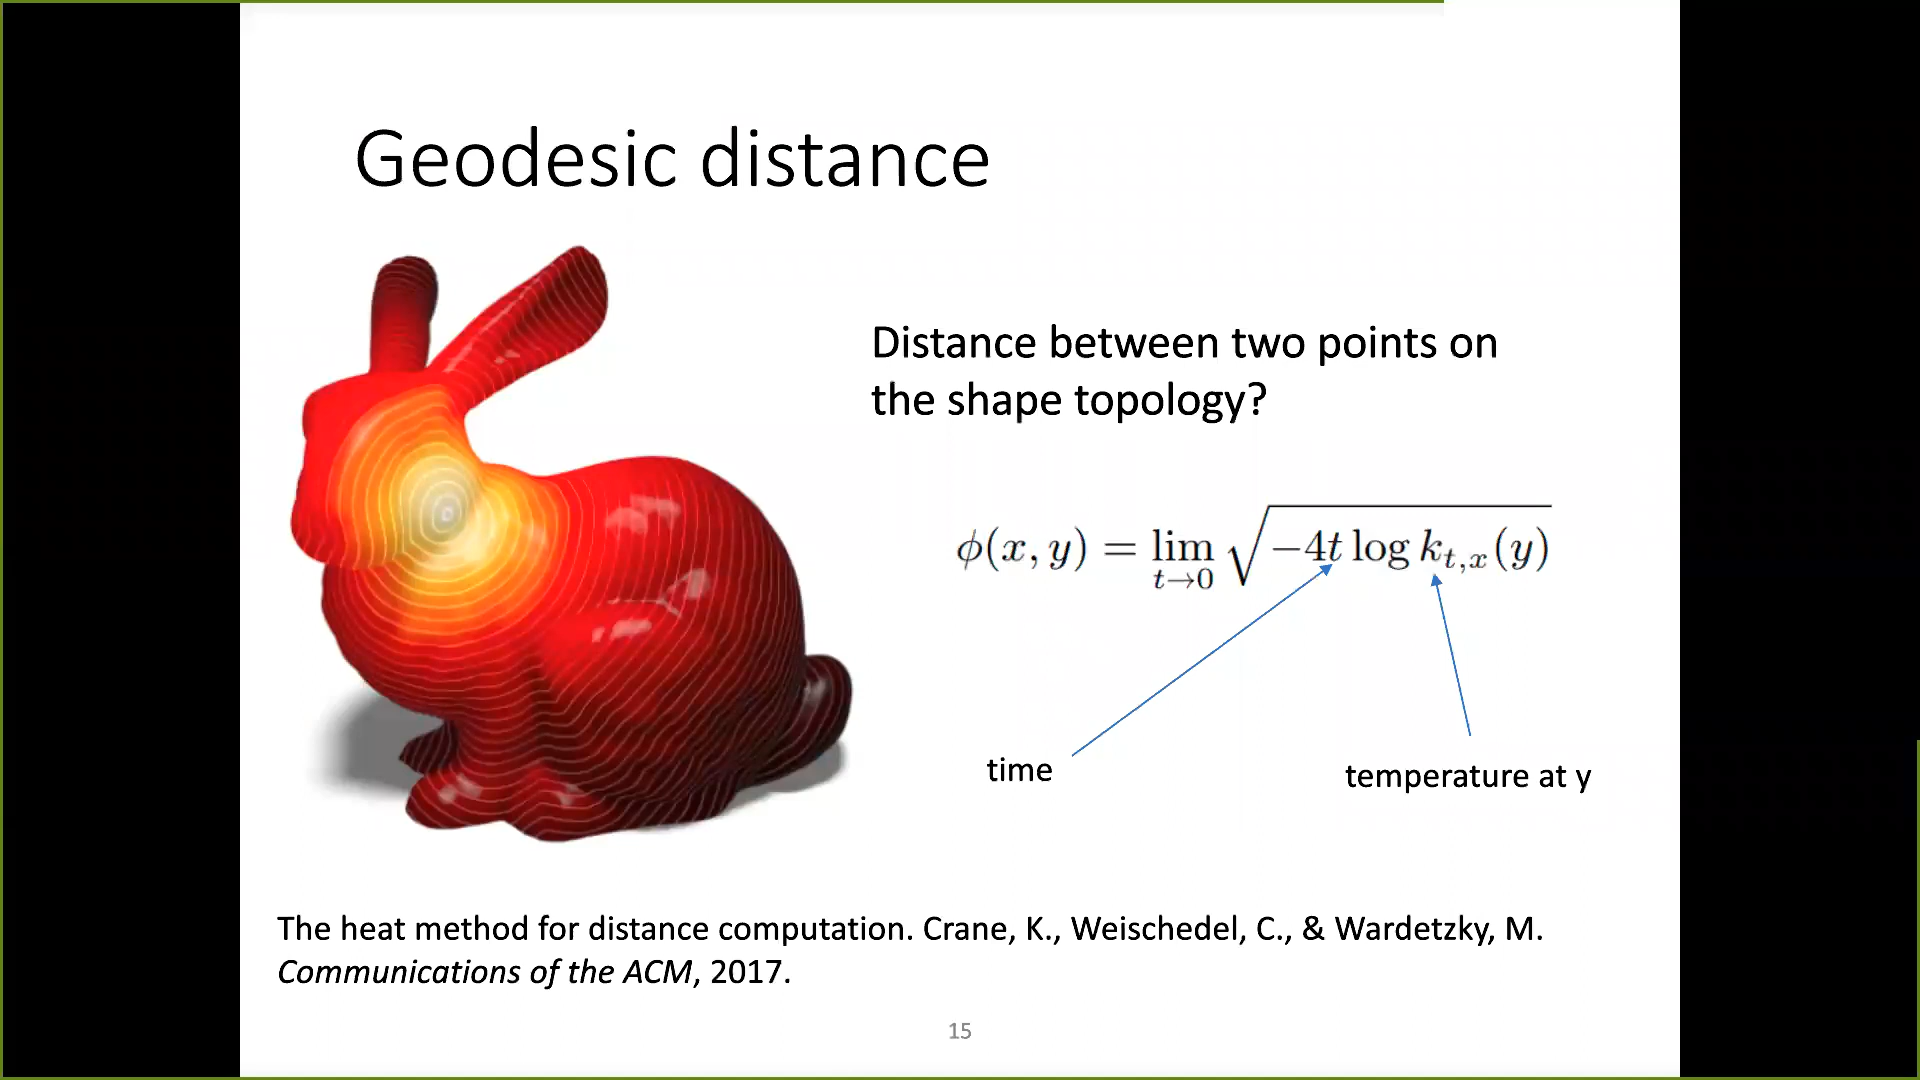 Geodesic distance
Distance between two points on
the shape topology?
ϕ(x, y) = lim t→0 √(−4t log k_{t,x}(y))
time
temperature at y
The heat method for distance computation. Crane, K., Weischedel, C., & Wardetzky, M.
Communications of the ACM, 2017.
15